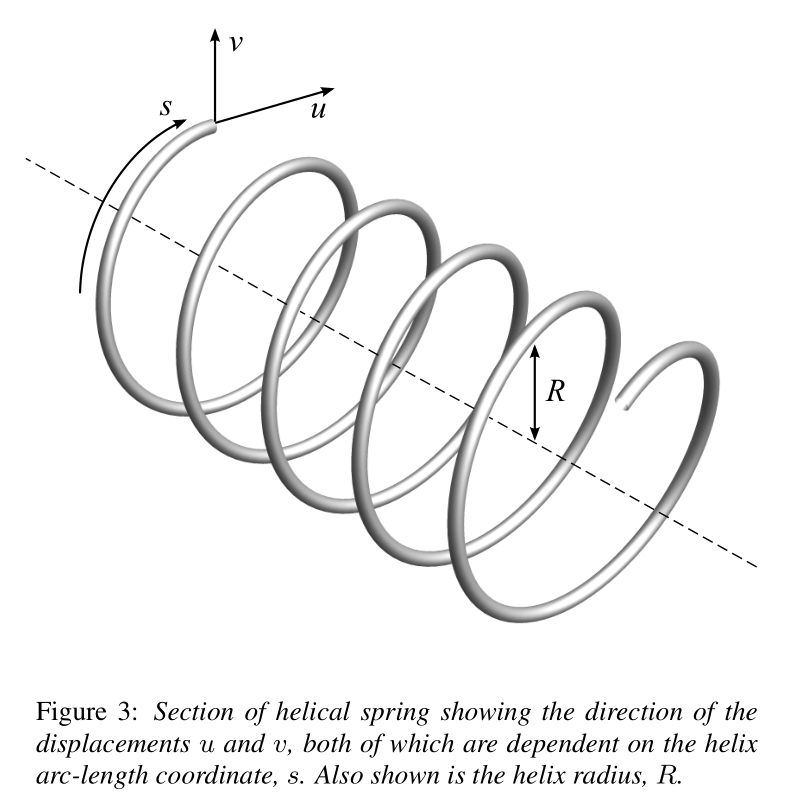 v
s
u
R
Figure 3: Section of helical spring showing the direction of the
displacements u and v, both of which are dependent on the helix
arc-length coordinate, s. Also shown is the helix radius, R.